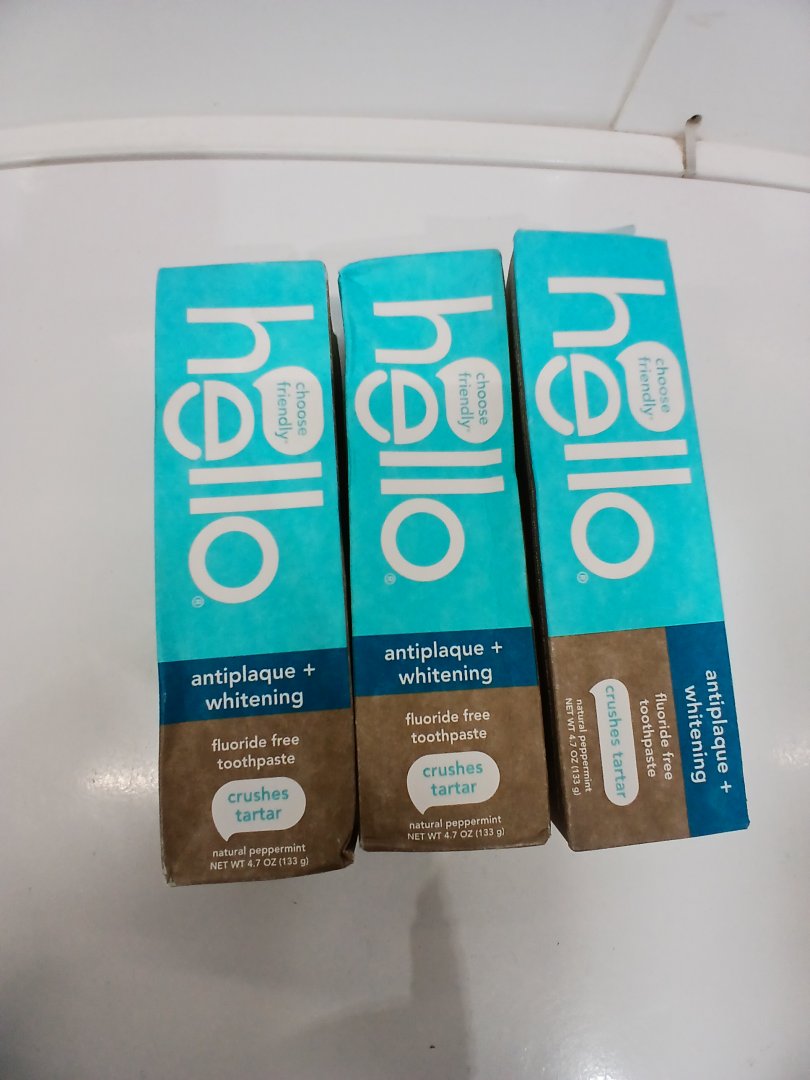 hello®
choose
friendly®
antiplaque +
whitening
fluoride free
toothpaste
crushes
tartar
natural peppermint
NET WT 4.7 OZ (133 g)
hello®
choose
friendly®
antiplaque +
whitening
fluoride free
toothpaste
crushes
tartar
natural peppermint
NET WT 4.7 OZ (133 g)
hello®
choose
friendly®
antiplaque +
whitening
fluoride free
toothpaste
crushes tartar
natural peppermint
NET WT 4.7 OZ (133 g)